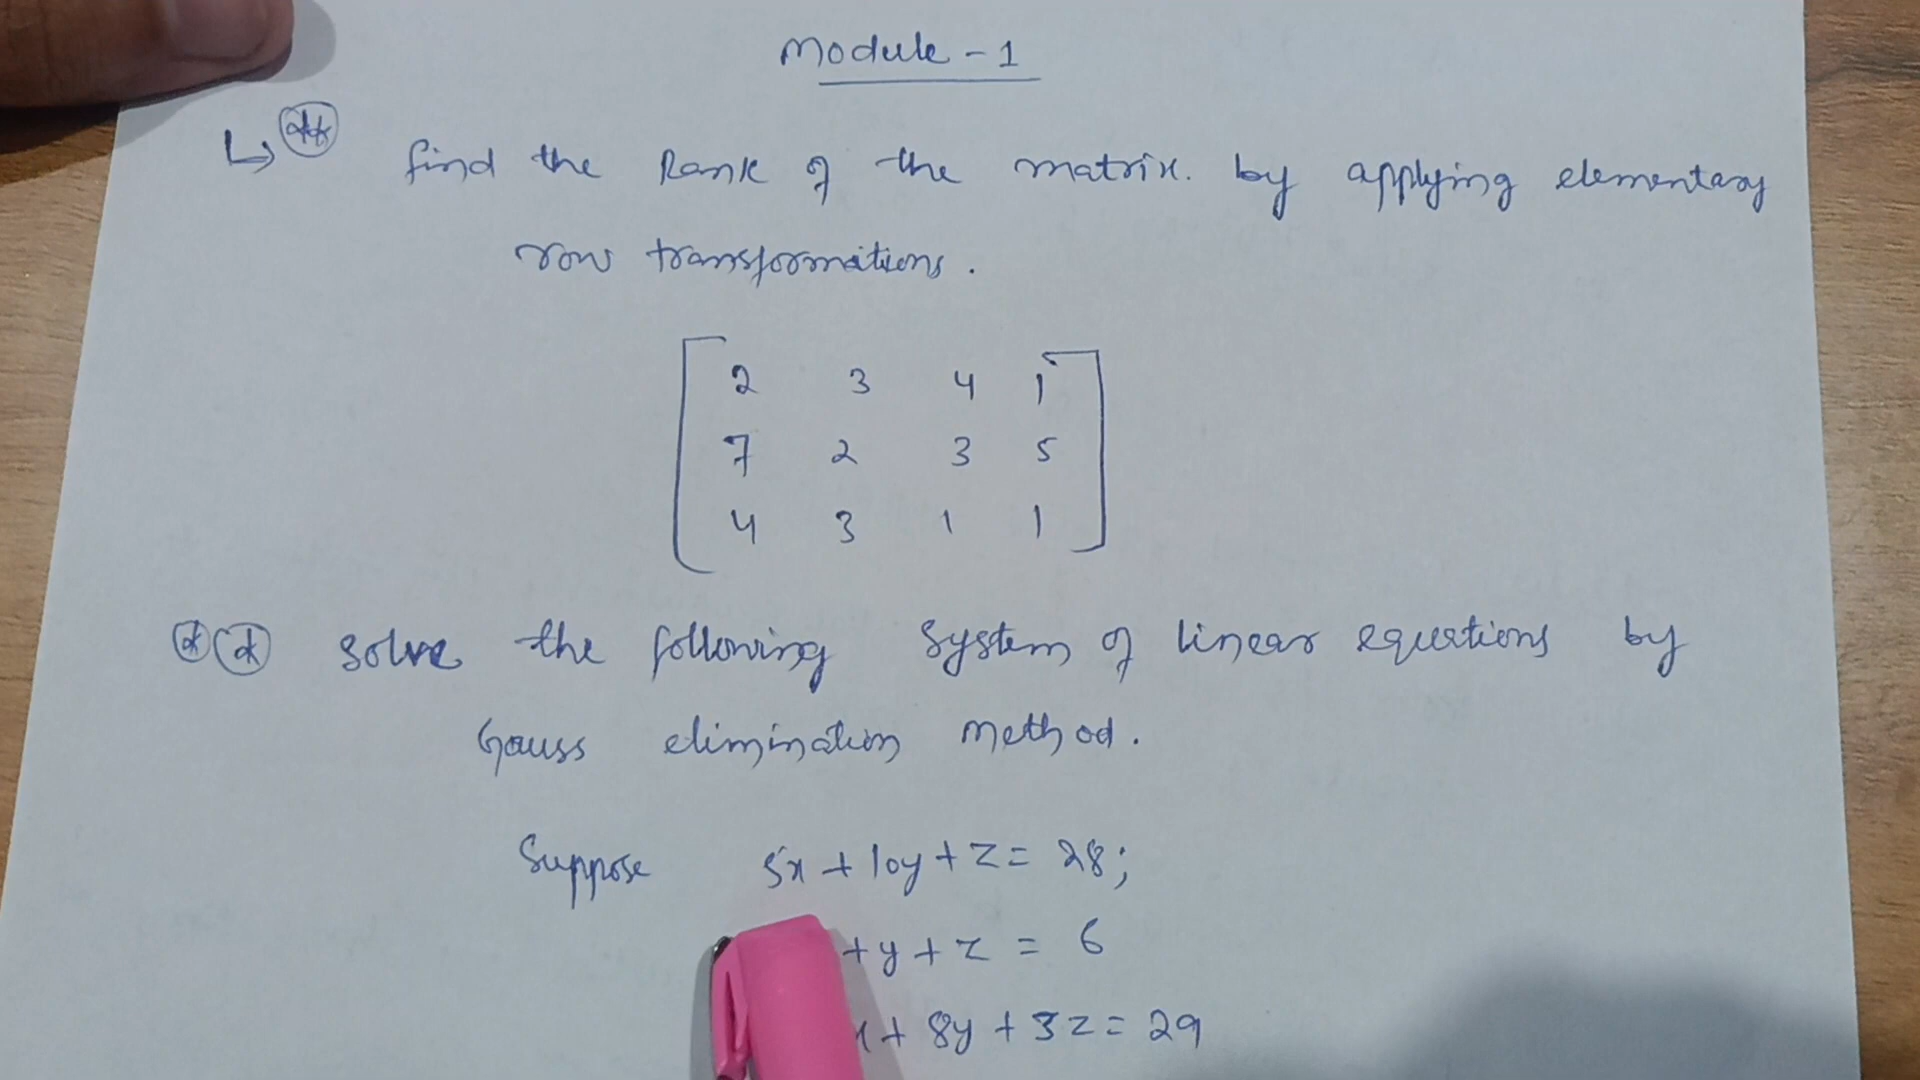 Module - 1
find the Rank of the matrix. by applying elementary
row transformations.
2 3 4 1
7 2 3 5
4 3 1 1
solve the following system of linear equations by
Gauss elimination method.
Suppose 5x + 10y + z = 28;
+ y + z = 6
x + 8y + 3z = 29